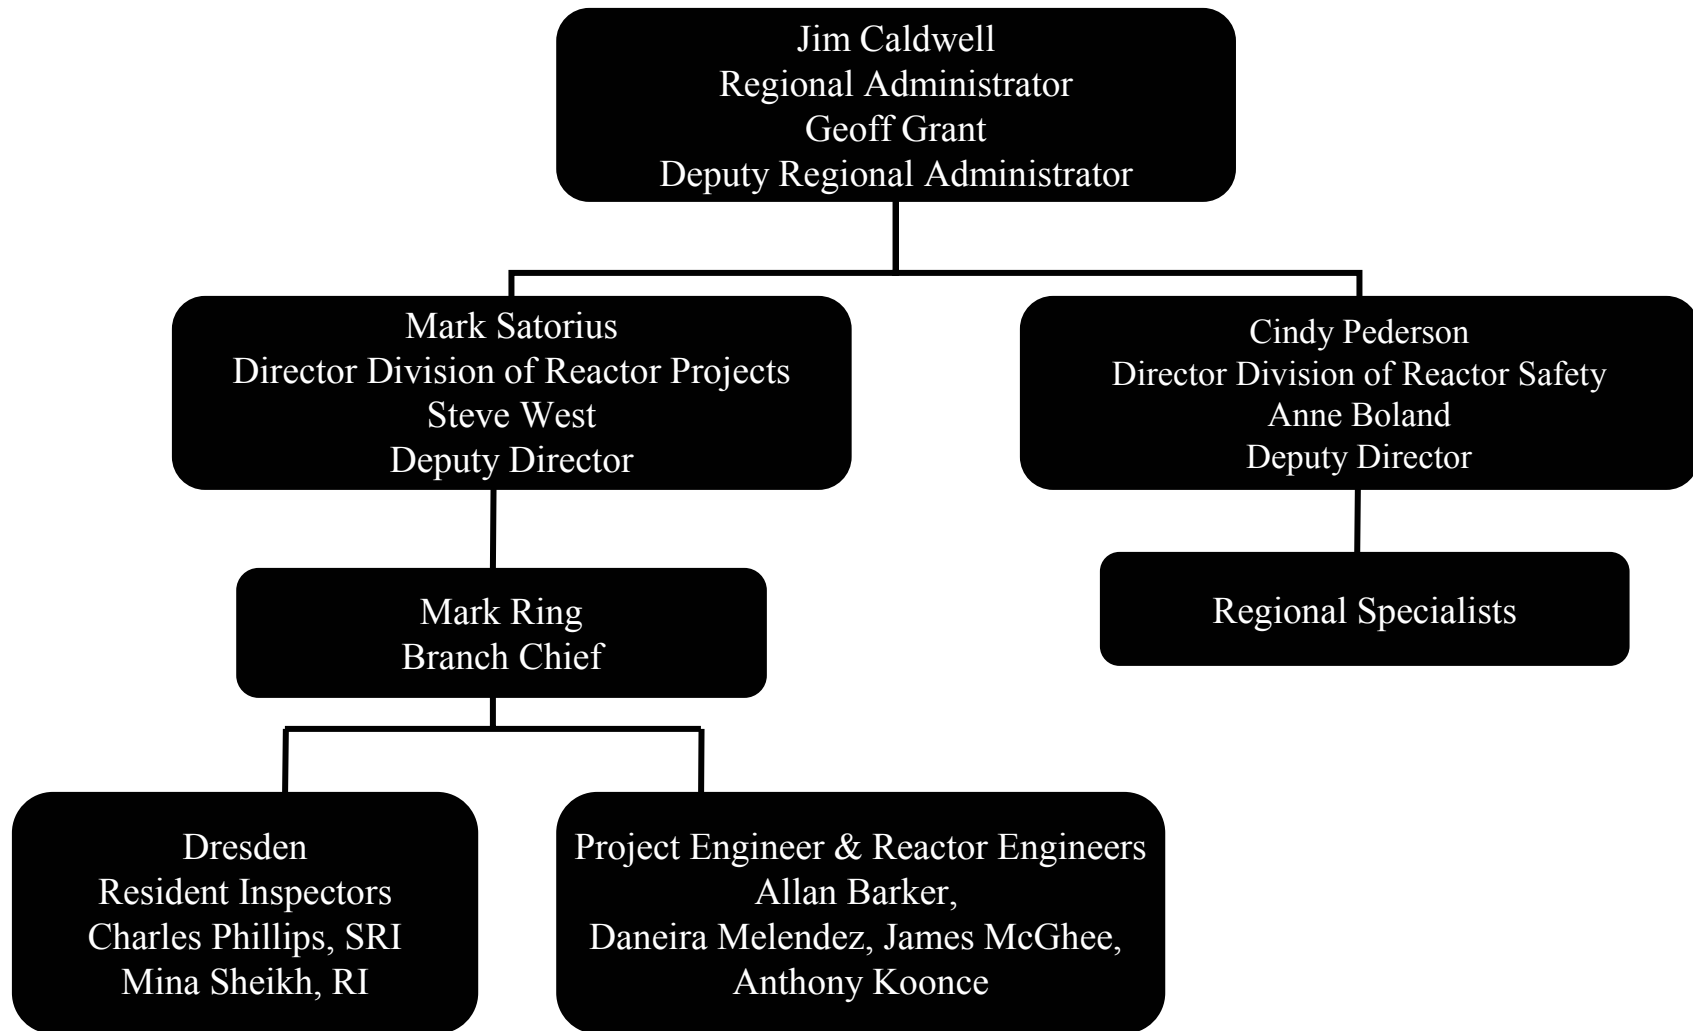 Jim Caldwell
Regional Administrator
Geoff Grant
Deputy Regional Administrator
Mark Satorius
Director Division of Reactor Projects
Steve West
Deputy Director
Cindy Pederson
Director Division of Reactor Safety
Anne Boland
Deputy Director
Mark Ring
Branch Chief
Regional Specialists
Dresden
Resident Inspectors
Charles Phillips, SRI
Mina Sheikh, RI
Project Engineer & Reactor Engineers
Allan Barker,
Daneira Melendez, James McGhee,
Anthony Koonce